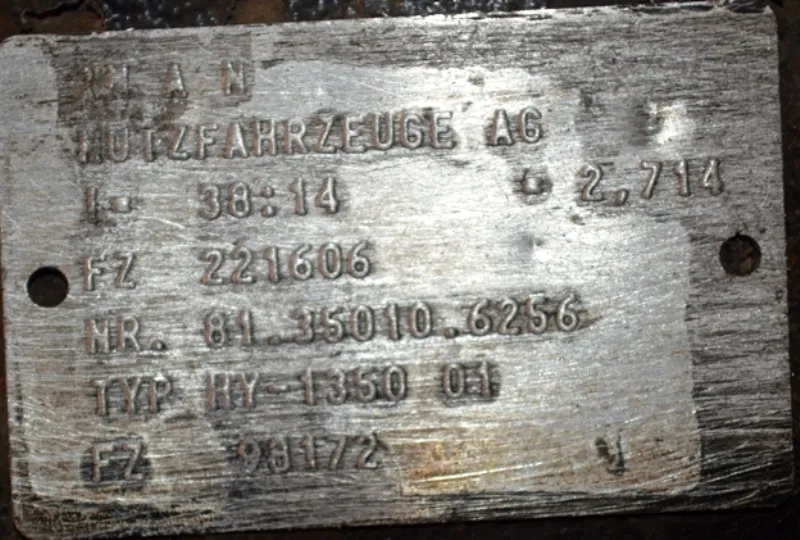 M A N
NUTZFAHRZEUGE AG
I= 38:14 = 2,714
FZ 221606
NR. 81.35010.6256
TYP HY-1350 01
FZ 98172